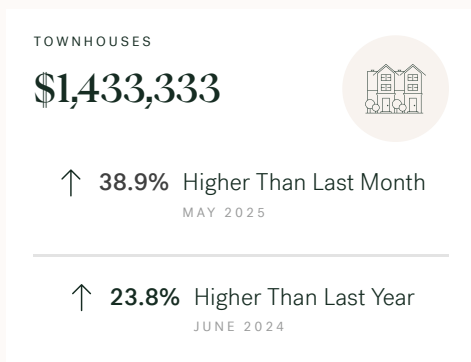 TOWNHOUSES
$1,433,333
38.9% Higher Than Last Month
MAY 2025
23.8% Higher Than Last Year
JUNE 2024